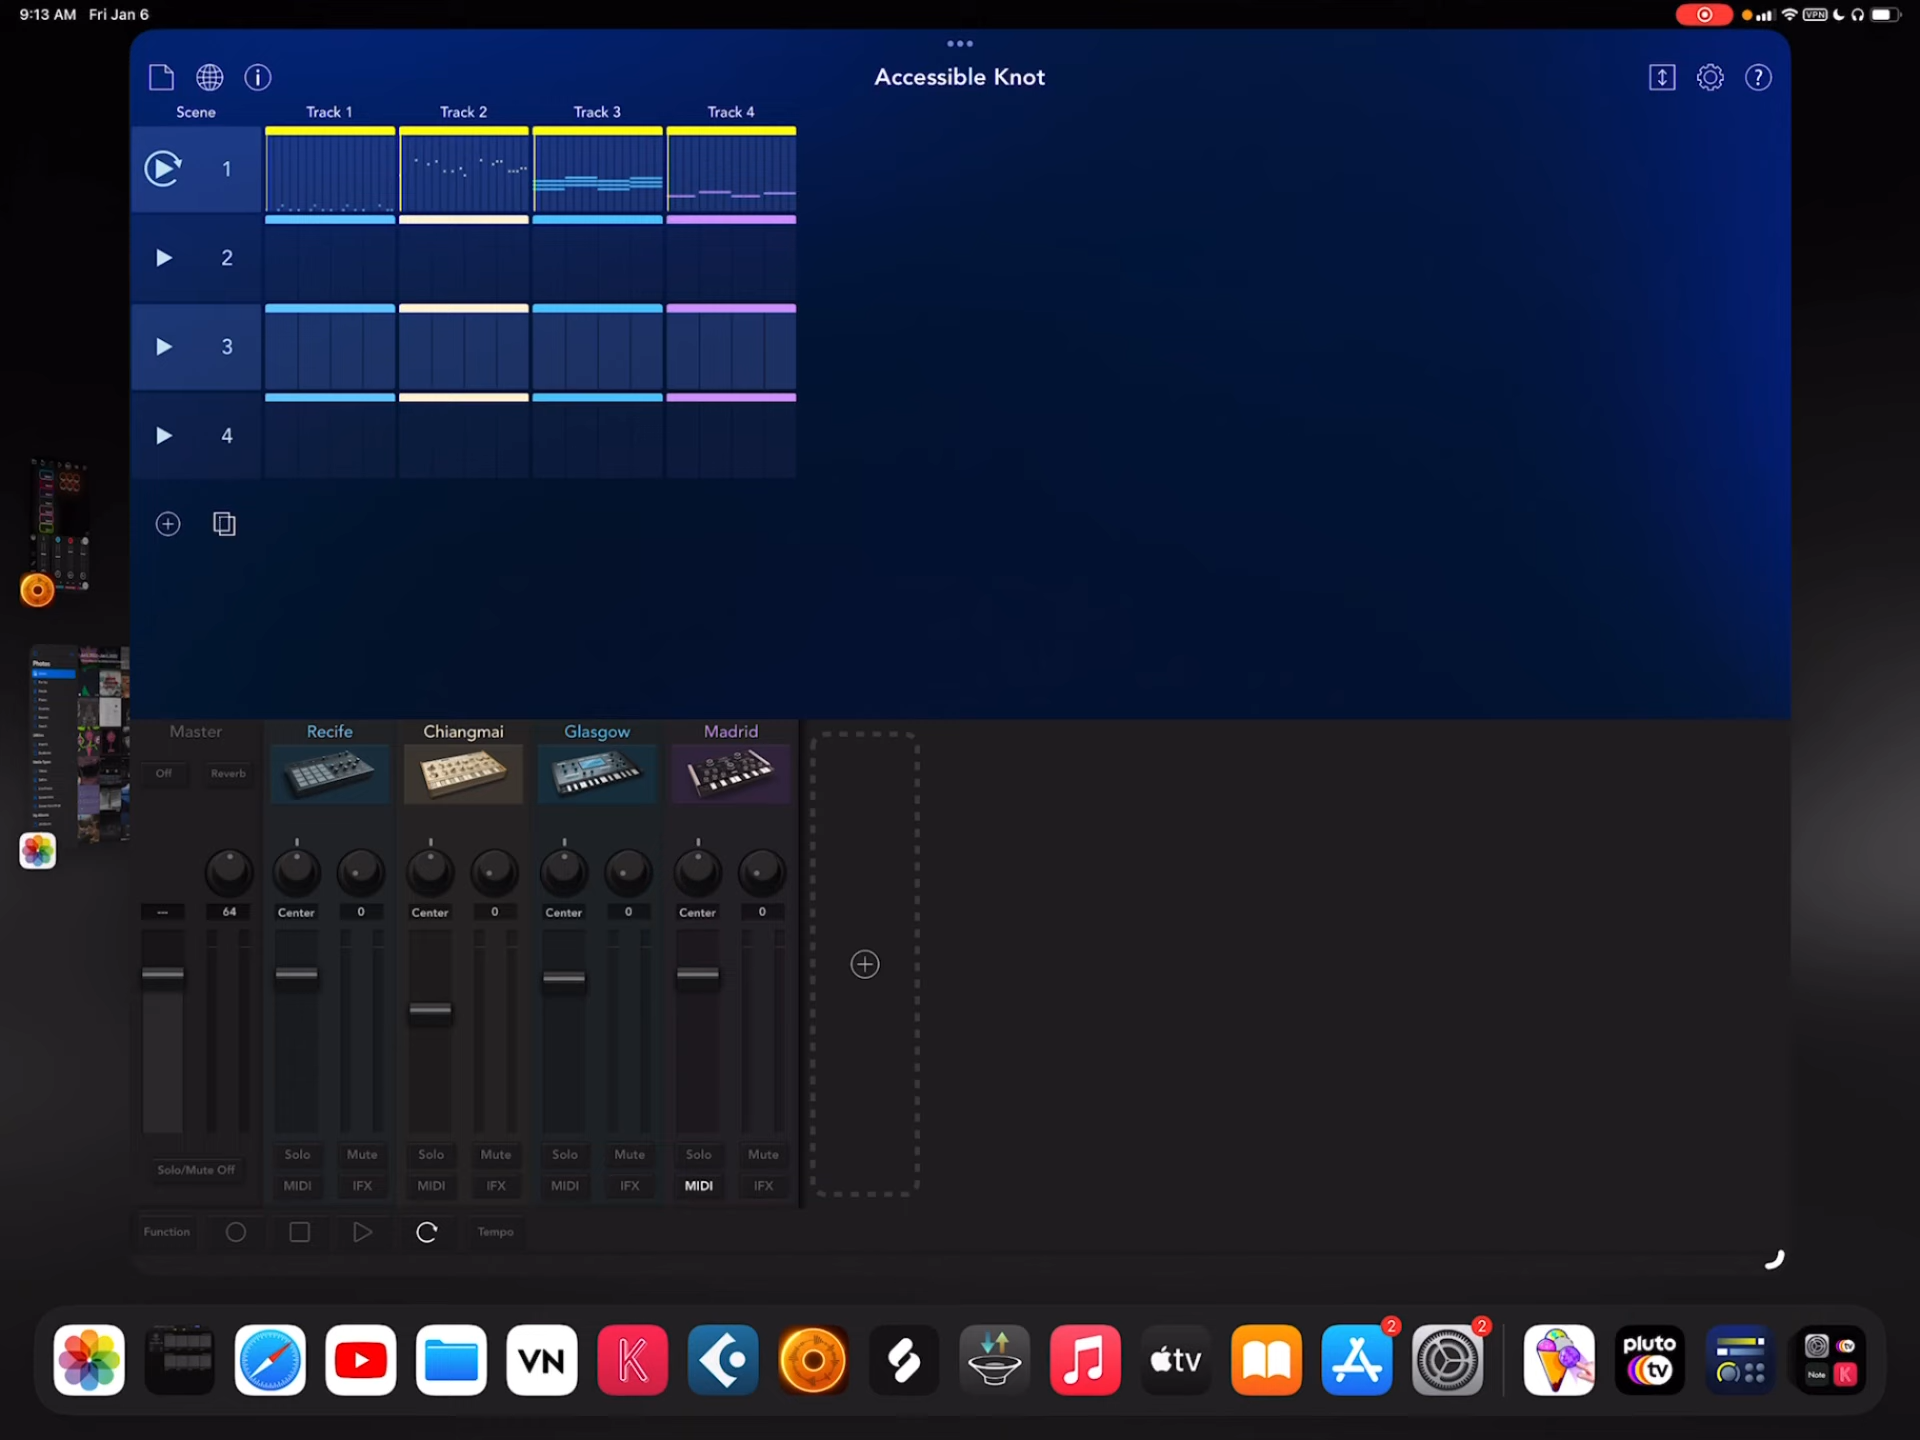 9:13 AM Fri Jan 6
VPN
Accessible Knot
Scene Track 1 Track 2 Track 3 Track 4
1
2
3
4
Photos
Master Recife Chiangmai Glasgow Madrid
Off Reverb
--- 64 Center 0 Center 0 Center 0 Center 0
Solo Mute Solo Mute Solo Mute Solo Mute
Solo/Mute Off
MIDI IFX MIDI IFX MIDI IFX MIDI IFX
Function Tempo
2 2
VN K tv pluto tv
Note K